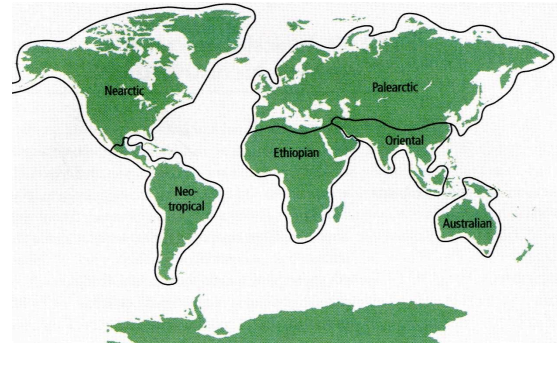 Nearctic
Palearctic
Ethiopian
Oriental
Neo-
tropical
Australian